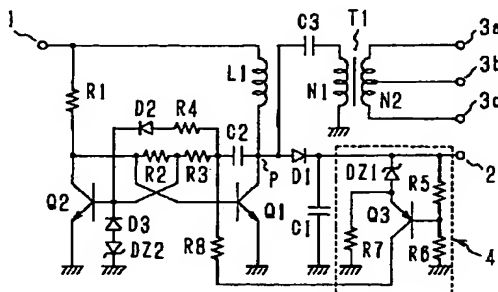 1
C3
T1
3a
3b
3c
R1
L1
N1
N2
D2
R4
C2
R2
R3
P
D1
DZ1
2
R5
Q2
D3
DZ2
Q1
R8
C1
Q3
R7
R6
4